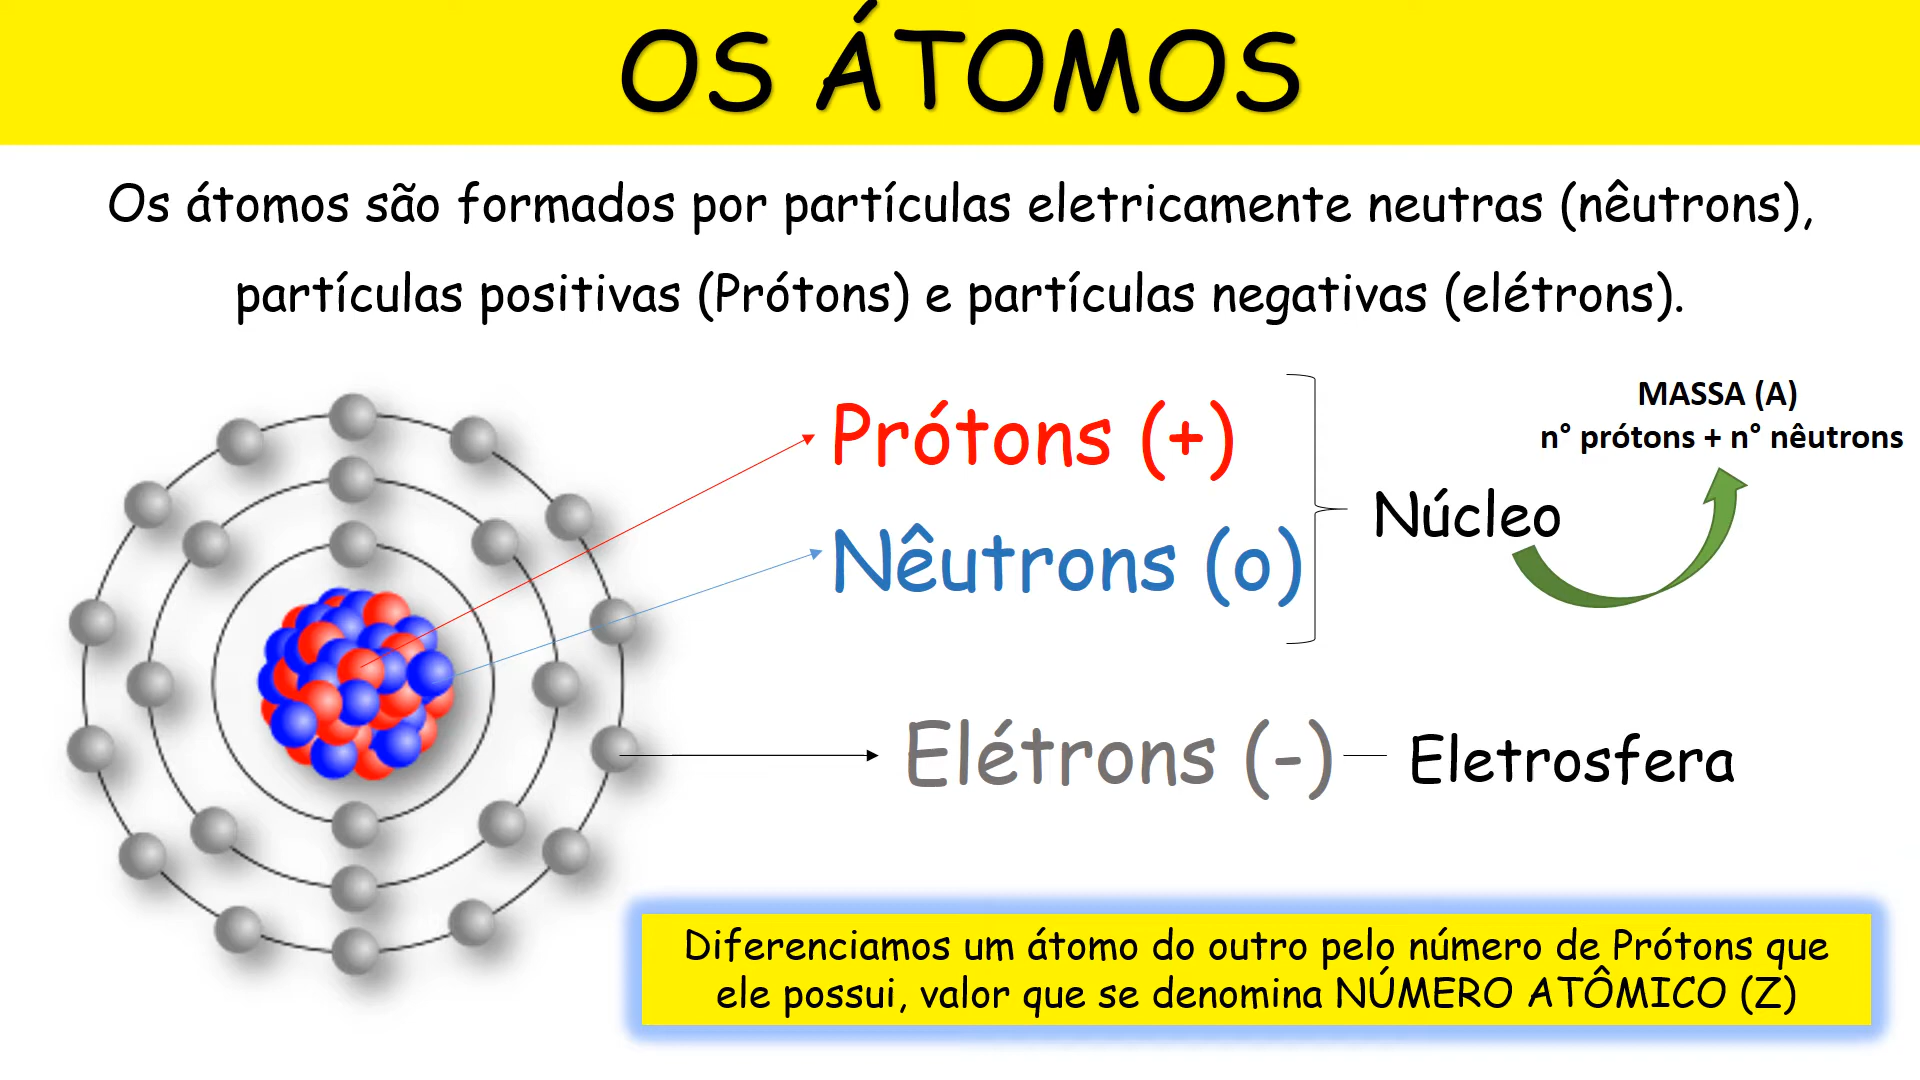 OS ÁTOMOS
Os átomos são formados por partículas eletricamente neutras (nêutrons),
partículas positivas (Prótons) e partículas negativas (elétrons).
MASSA (A)
n° prótons + n° nêutrons
Prótons (+)
Nêutrons (o)
Núcleo
Elétrons (-)
Eletrosfera
Diferenciamos um átomo do outro pelo número de Prótons que
ele possui, valor que se denomina NÚMERO ATÔMICO (Z)